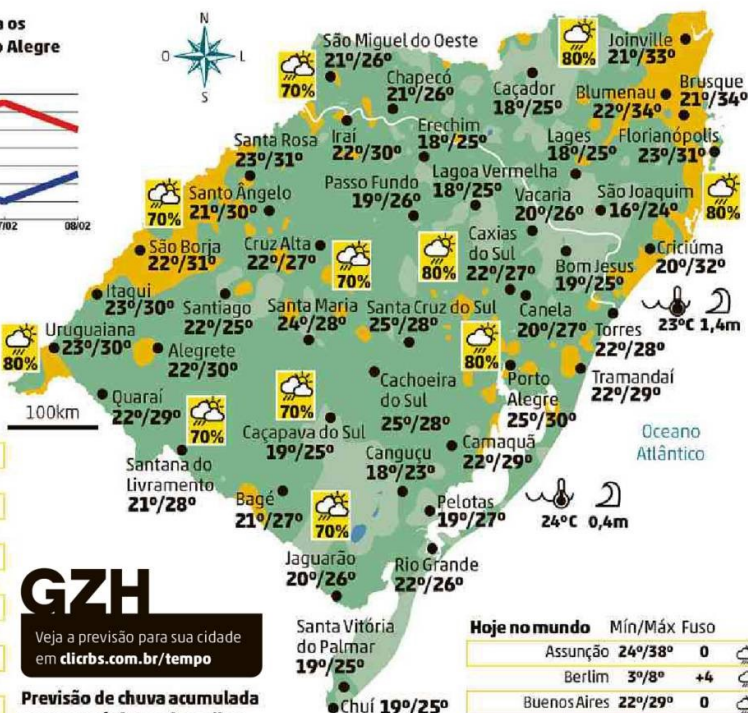 os
Alegre
7/02
08/02
N
O
L
S
São Miguel do Oeste
21º/26º
70%
Chapecó
21º/26º
Caçador
18º/25º
80%
Joinville
21º/33º
Blumenau
22º/34º
Brusque
21º/34º
Santa Rosa
23º/31º
Iraí
22º/30º
Erechim
18º/25º
Lages
18º/25º
Florianópolis
23º/31º
70%
Santo Ângelo
21º/30º
Passo Fundo
19º/26º
Lagoa Vermelha
18º/25º
Vacaria
20º/26º
São Joaquim
16º/24º
80%
São Borja
22º/31º
Cruz Alta
22º/27º
70%
80%
Caxias
do Sul
22º/27º
Bom Jesus
19º/25º
Criciúma
20º/32º
Itaqui
23º/30º
Santiago
22º/25º
Santa Maria
24º/28º
Santa Cruz do Sul
25º/28º
Canela
20º/27º
Torres
22º/28º
23ºC 1,4m
80%
Uruguaiana
23º/30º
Alegrete
22º/30º
80%
Porto
Alegre
25º/30º
Tramandaí
22º/29º
100km
Quaraí
22º/29º
70%
70%
Cachoeira
do Sul
25º/28º
Caçapava do Sul
19º/25º
Camaquã
22º/29º
Oceano
Atlântico
Santana do
Livramento
21º/28º
Canguçu
18º/23º
Bagé
21º/27º
70%
Pelotas
19º/27º
24ºC 0,4m
Jaguarão
20º/26º
Rio Grande
22º/26º
GZH
Veja a previsão para sua cidade
em clicrbs.com.br/tempo
Santa Vitória
do Palmar
19º/25º
Chuí 19º/25º
Previsão de chuva acumulada
Hoje no mundo Mín/Máx Fuso
Assunção 24º/38º 0
Berlim 3º/8º +4
Buenos Aires 22º/29º 0